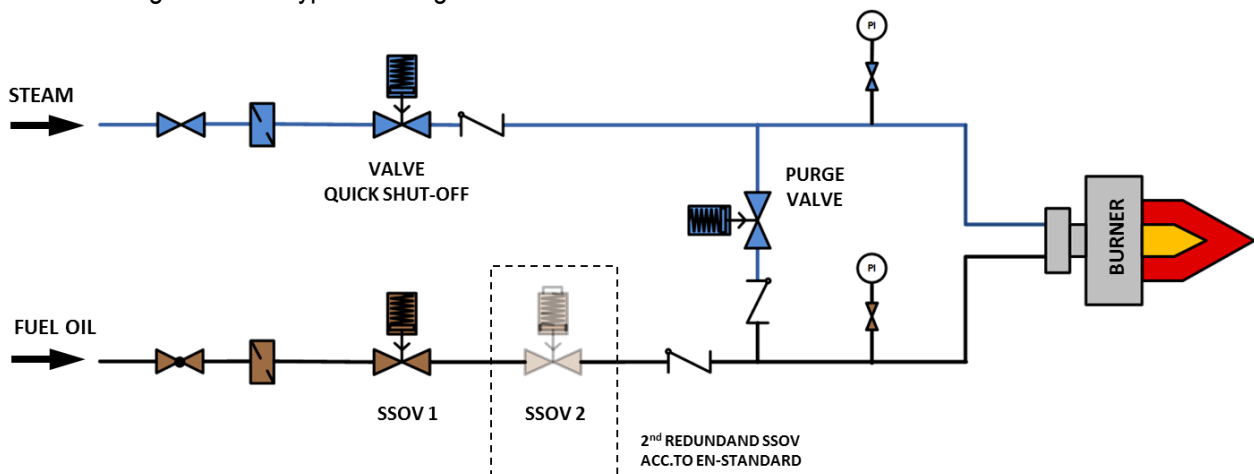 PI
STEAM
VALVE
QUICK SHUT-OFF
PURGE
VALVE
BURNER
PI
FUEL OIL
SSOV 1
SSOV 2
2nd REDUNDAND SSOV
ACC.TO EN-STANDARD